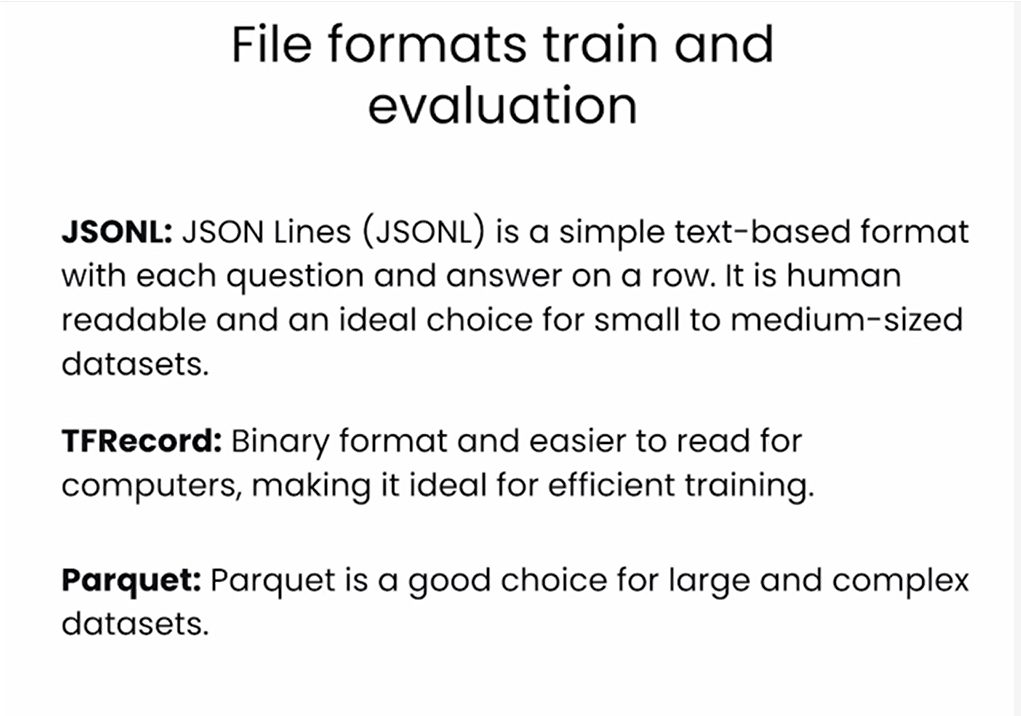 File formats train and
evaluation
JSONL: JSON Lines (JSONL) is a simple text-based format
with each question and answer on a row. It is human
readable and an ideal choice for small to medium-sized
datasets.
TFRecord: Binary format and easier to read for
computers, making it ideal for efficient training.
Parquet: Parquet is a good choice for large and complex
datasets.